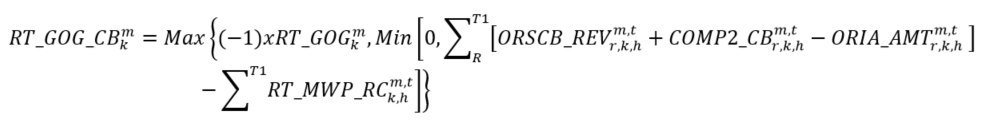 RT_GOG_CB_k^m = Max{(−1)xRT_GOG_k^m, Min[0, ∑_R^T1[ORSCB_REV_{r,k,h}^{m,t} + COMP2_CB_{r,k,h}^{m,t} − ORIA_AMT_{r,k,h}^{m,t}]
− ∑^T1 RT_MWP_RC_{k,h}^{m,t}]}